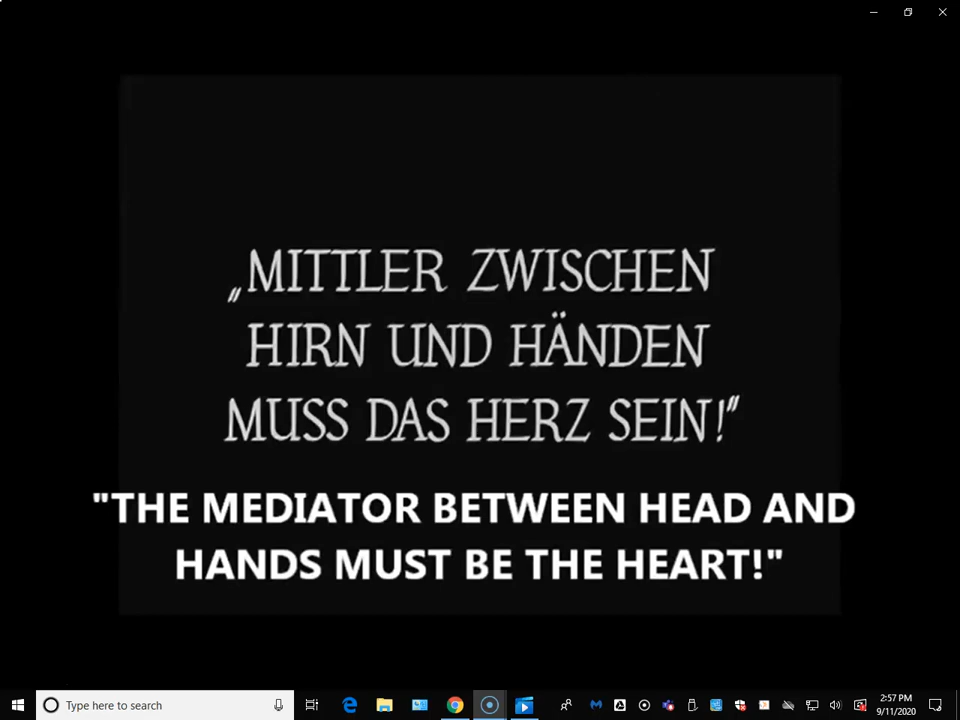 „MITTLER ZWISCHEN
HIRN UND HÄNDEN
MUSS DAS HERZ SEIN!"
"THE MEDIATOR BETWEEN HEAD AND
HANDS MUST BE THE HEART!"
Type here to search
2:57 PM
9/11/2020